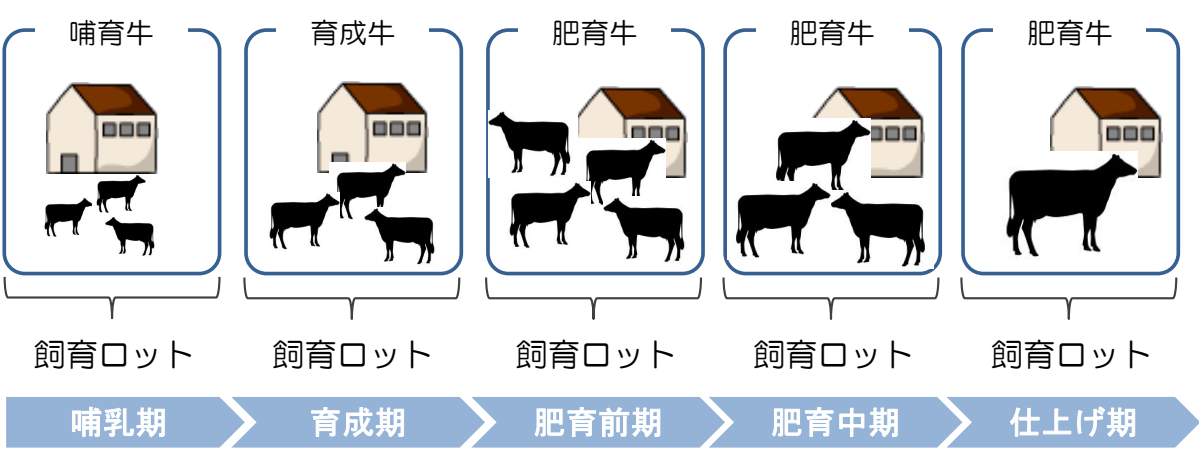 哺育牛
育成牛
肥育牛
肥育牛
肥育牛
飼育ロット
飼育ロット
飼育ロット
飼育ロット
飼育ロット
哺乳期
育成期
肥育前期
肥育中期
仕上げ期